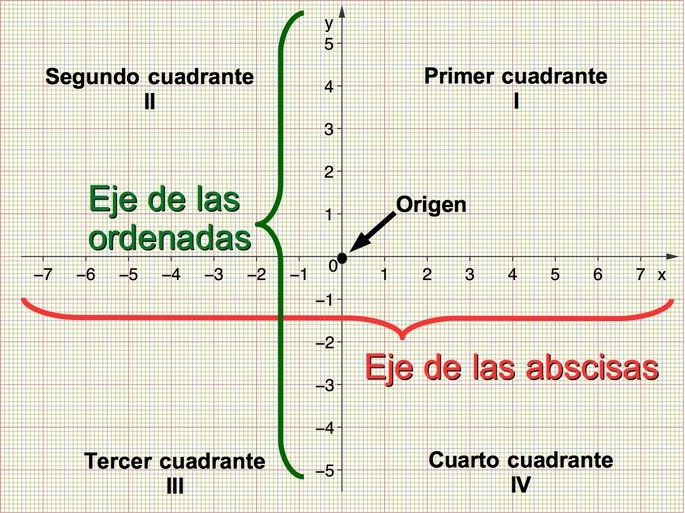 y
5
Segundo cuadrante
II
Primer cuadrante
I
4
3
2
1
Eje de las
ordenadas
Origen
0
−7 −6 −5 −4 −3 −2 −1 1 2 3 4 5 6 7 x
−1
−2
Eje de las abscisas
−3
−4
Tercer cuadrante
III
Cuarto cuadrante
IV
−5